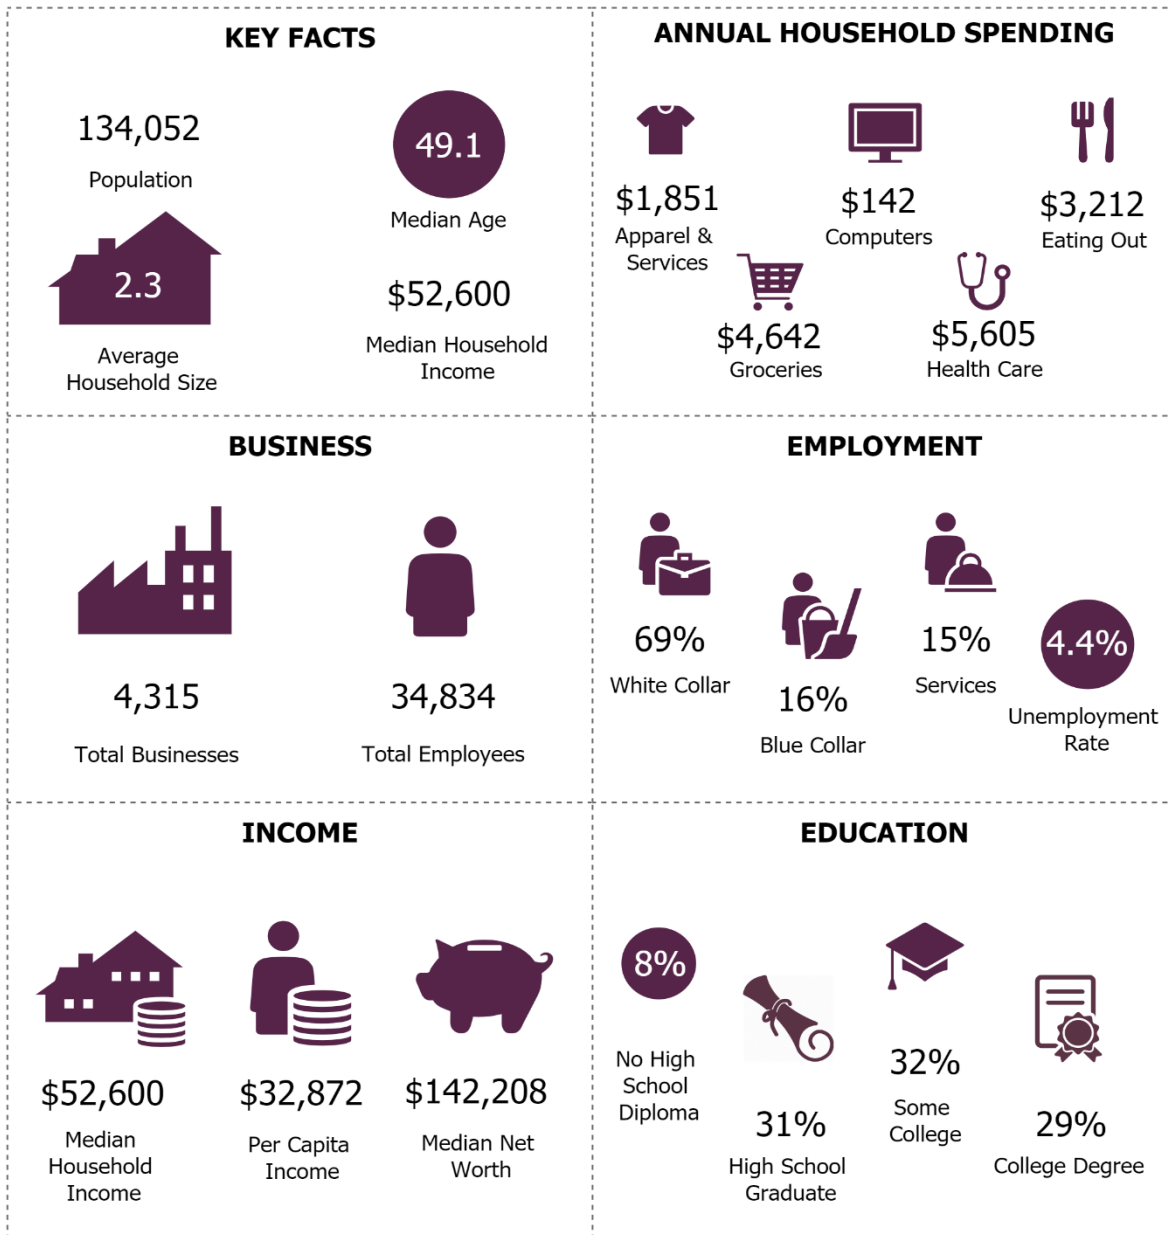 KEY FACTS
134,052
Population
49.1
Median Age
2.3
Average
Household Size
$52,600
Median Household
Income
ANNUAL HOUSEHOLD SPENDING
$1,851
Apparel &
Services
$142
Computers
$3,212
Eating Out
$4,642
Groceries
$5,605
Health Care
BUSINESS
4,315
Total Businesses
34,834
Total Employees
EMPLOYMENT
69%
White Collar
16%
Blue Collar
15%
Services
4.4%
Unemployment
Rate
INCOME
$52,600
Median
Household
Income
$32,872
Per Capita
Income
$142,208
Median Net
Worth
EDUCATION
8%
No High
School
Diploma
31%
High School
Graduate
32%
Some
College
29%
College Degree